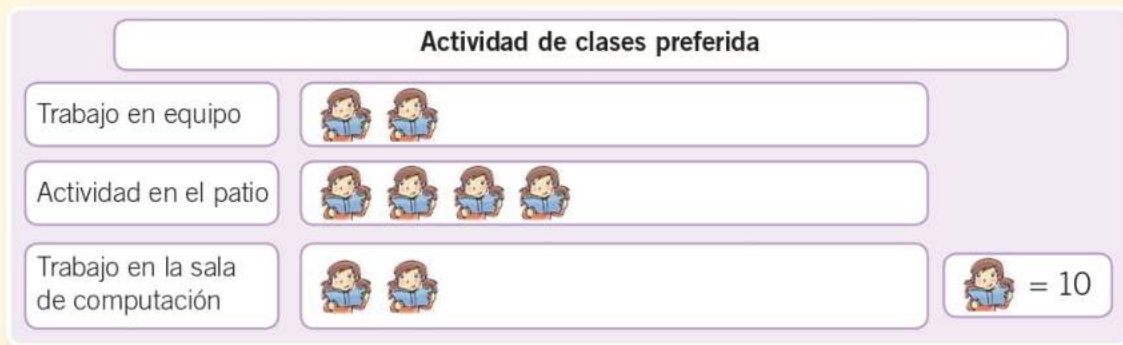 Actividad de clases preferida
Trabajo en equipo
Actividad en el patio
Trabajo en la sala
de computación
= 10